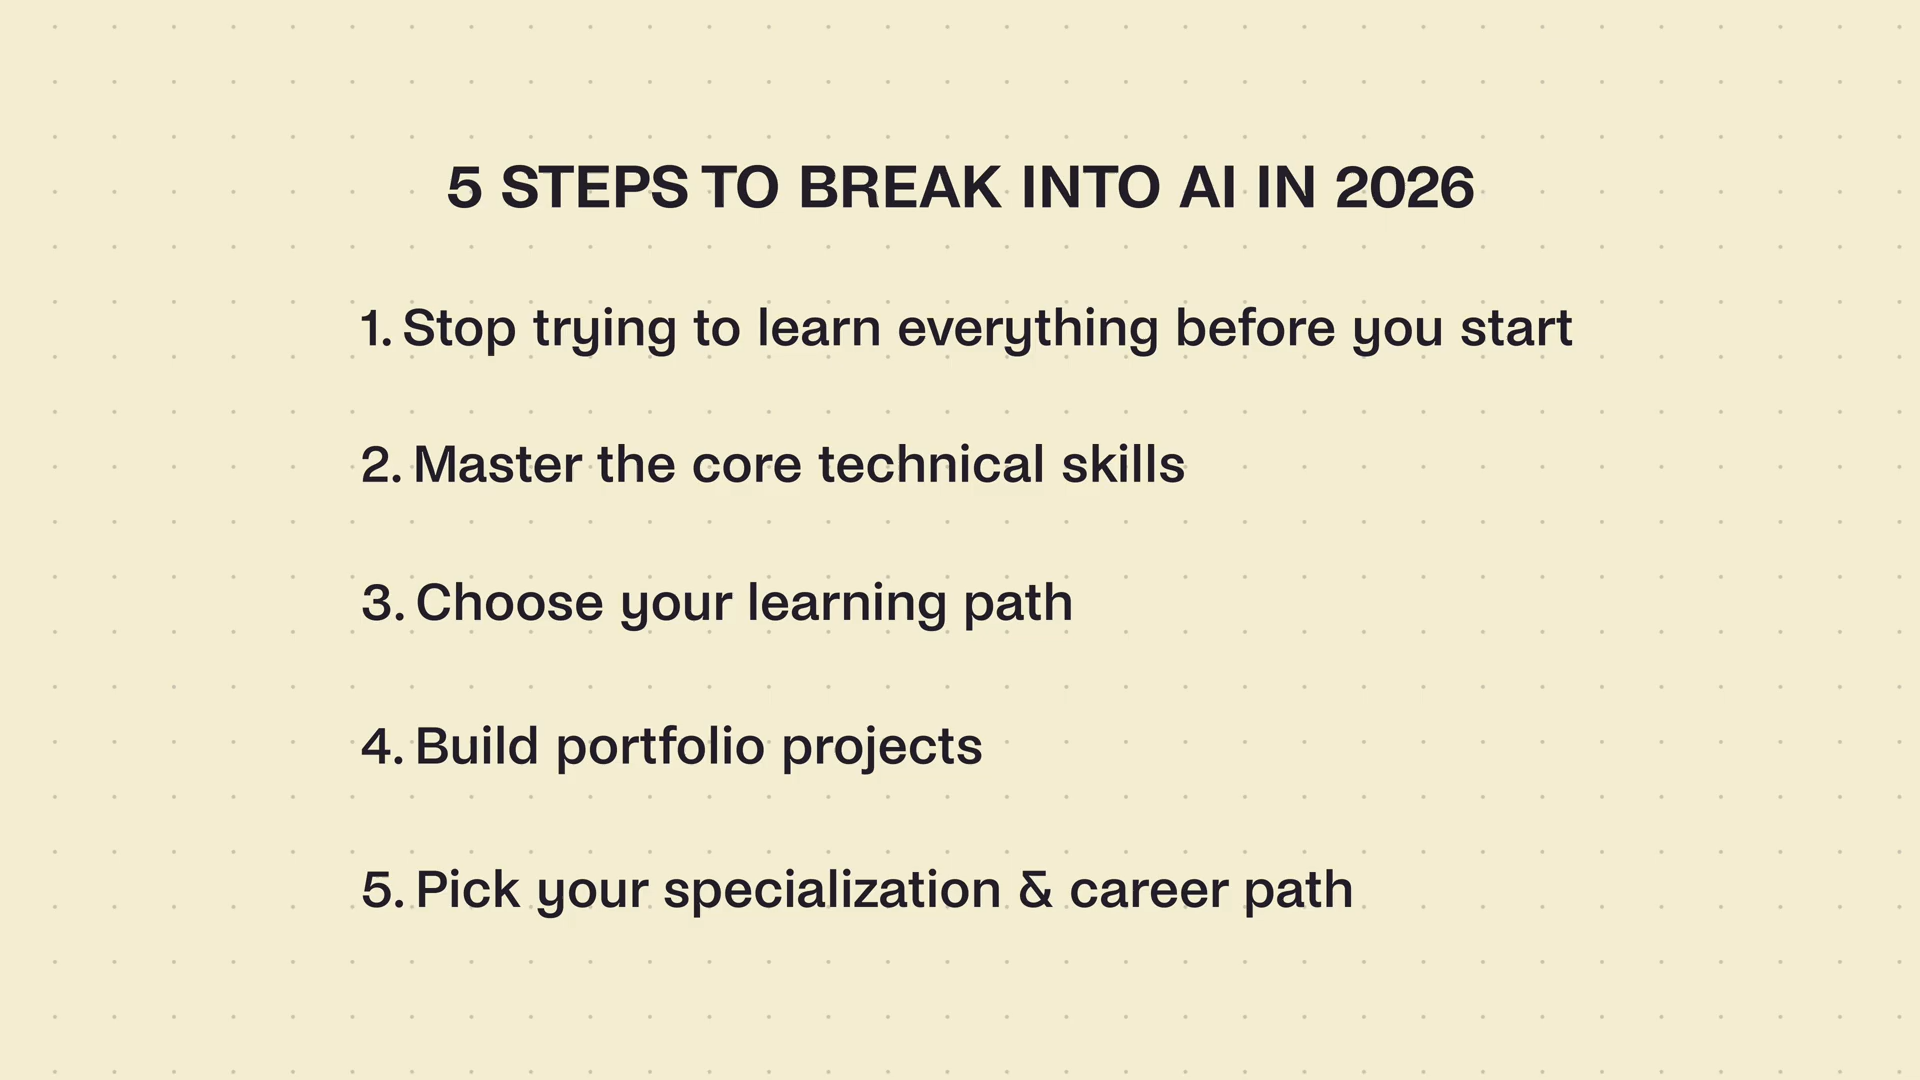 5 STEPS TO BREAK INTO AI IN 2026
1. Stop trying to learn everything before you start
2. Master the core technical skills
3. Choose your learning path
4. Build portfolio projects
5. Pick your specialization & career path